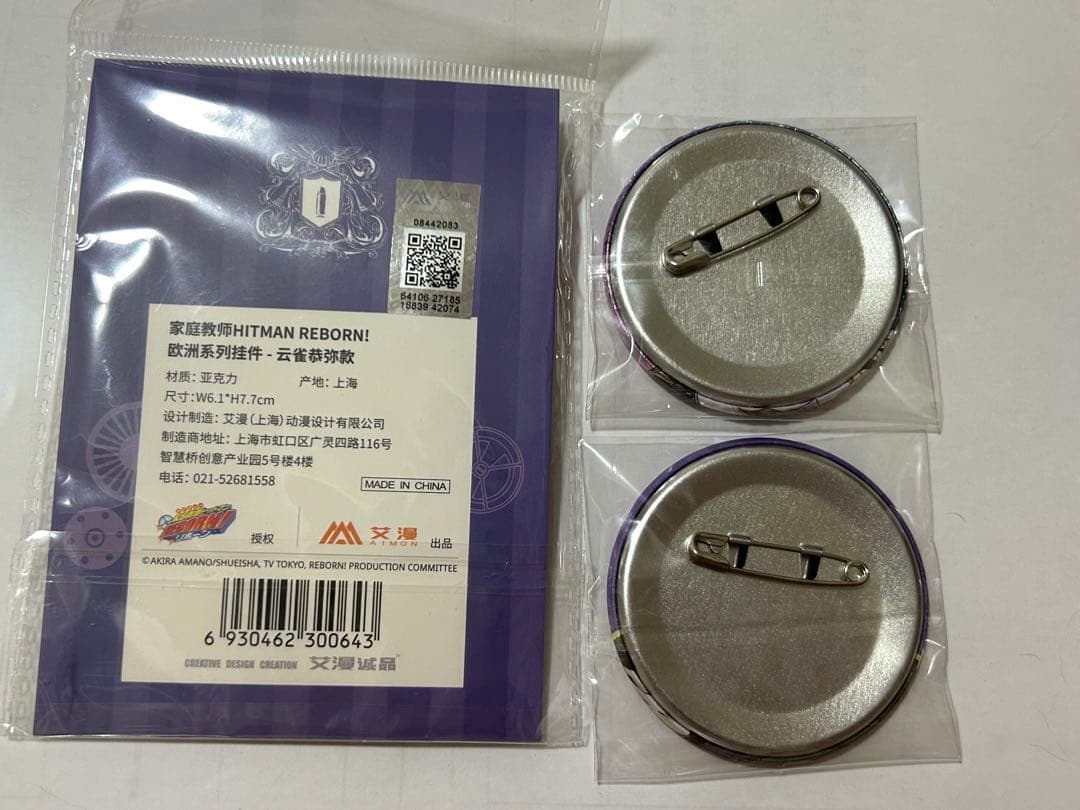 08442083
64106 27185
18839 42074
家庭教师HITMAN REBORN!
欧洲系列挂件 - 云雀恭弥款
材质: 亚克力 产地: 上海
尺寸:W6.1*H7.7cm
设计制造: 艾漫(上海)动漫设计有限公司
制造商地址: 上海市虹口区广灵四路116号
智慧桥创意产业园5号楼4楼
电话: 021-52681558
MADE IN CHINA
REBORN! 授权 艾漫 出品
AIMON
©AKIRA AMANO/SHUEISHA, TV TOKYO, REBORN! PRODUCTION COMMITTEE
6 930462 300643
CREATIVE DESIGN CREATION 艾漫诚品™